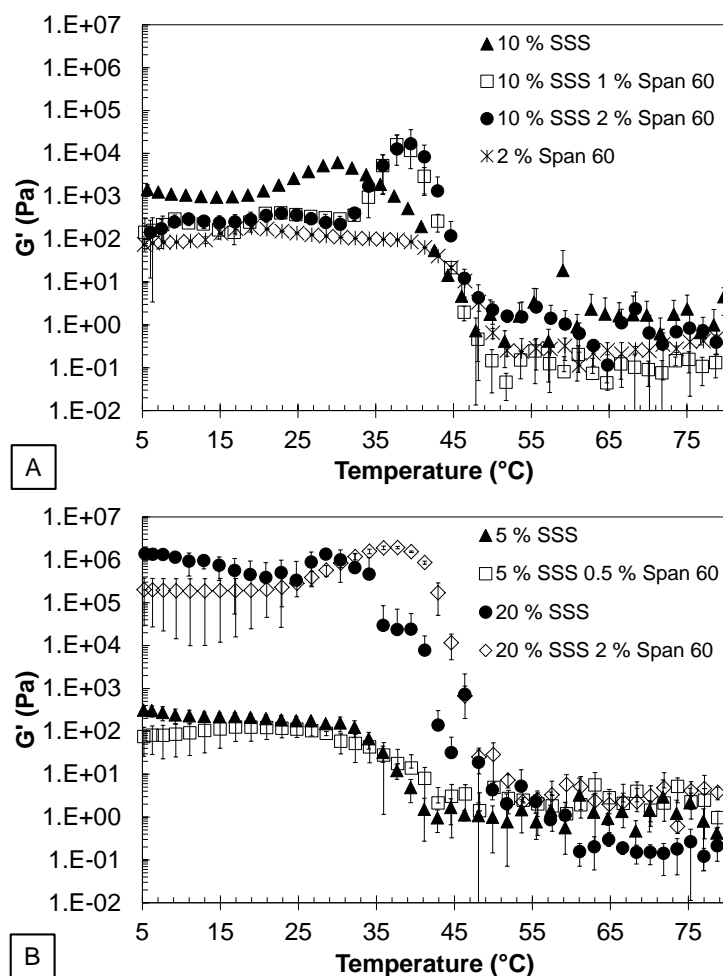 1.E+07
1.E+06
1.E+05
1.E+04
1.E+03
1.E+02
1.E+01
1.E+00
1.E-01
1.E-02
G' (Pa)
10 % SSS
10 % SSS 1 % Span 60
10 % SSS 2 % Span 60
2 % Span 60
5 15 25 35 45 55 65 75
Temperature (°C)
A
1.E+07
1.E+06
1.E+05
1.E+04
1.E+03
1.E+02
1.E+01
1.E+00
1.E-01
1.E-02
G' (Pa)
5 % SSS
5 % SSS 0.5 % Span 60
20 % SSS
20 % SSS 2 % Span 60
5 15 25 35 45 55 65 75
Temperature (°C)
B